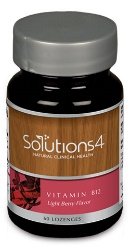 Solutions4
NATURAL CLINICAL HEALTH
VITAMIN B12
Light Berry Flavor
60 LOZENGES